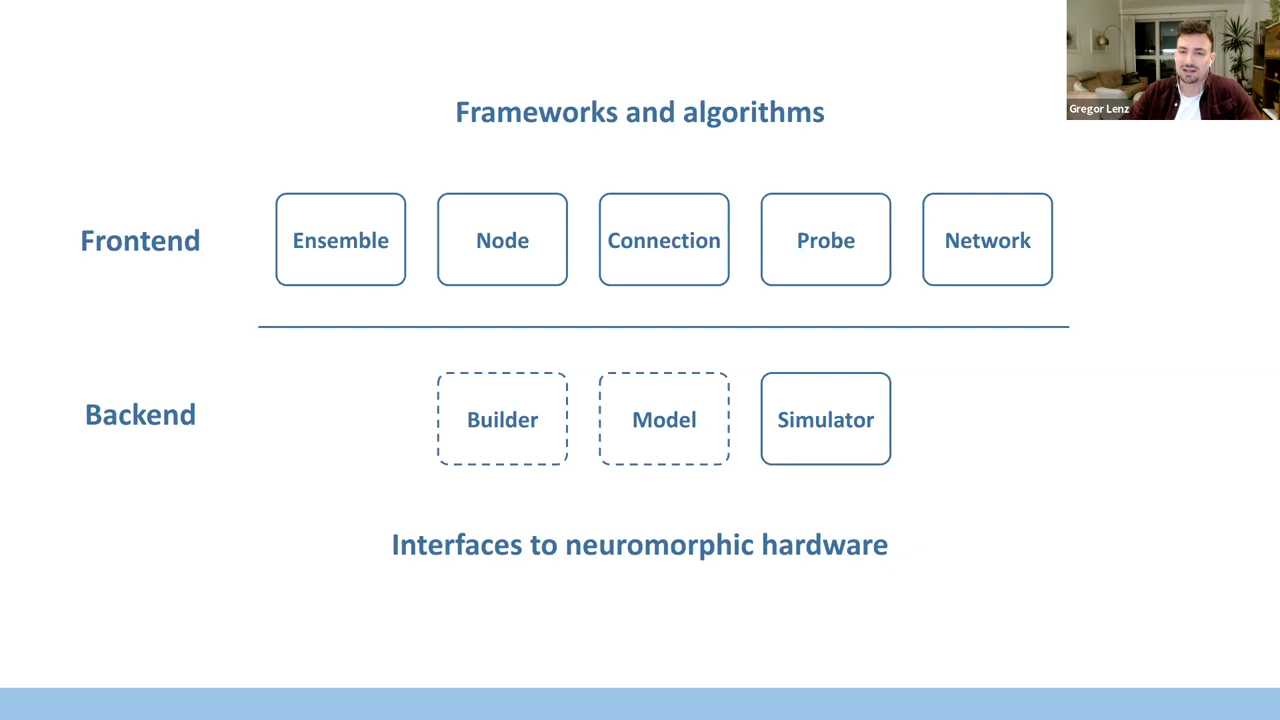 Gregor Lenz
Frameworks and algorithms
Frontend
Ensemble
Node
Connection
Probe
Network
Backend
Builder
Model
Simulator
Interfaces to neuromorphic hardware